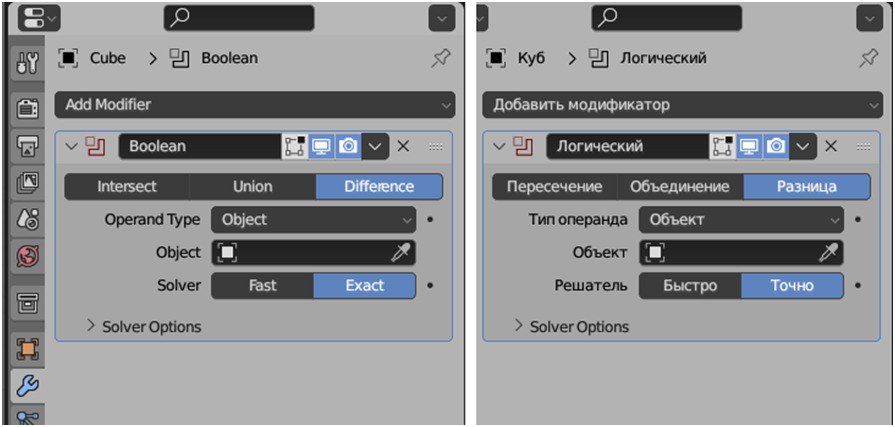 Cube > Boolean
Add Modifier
Boolean
Intersect Union Difference
Operand Type Object
Object
Solver Fast Exact
> Solver Options
Куб > Логический
Добавить модификатор
Логический
Пересечение Объединение Разница
Тип операнда Объект
Объект
Решатель Быстро Точно
> Solver Options